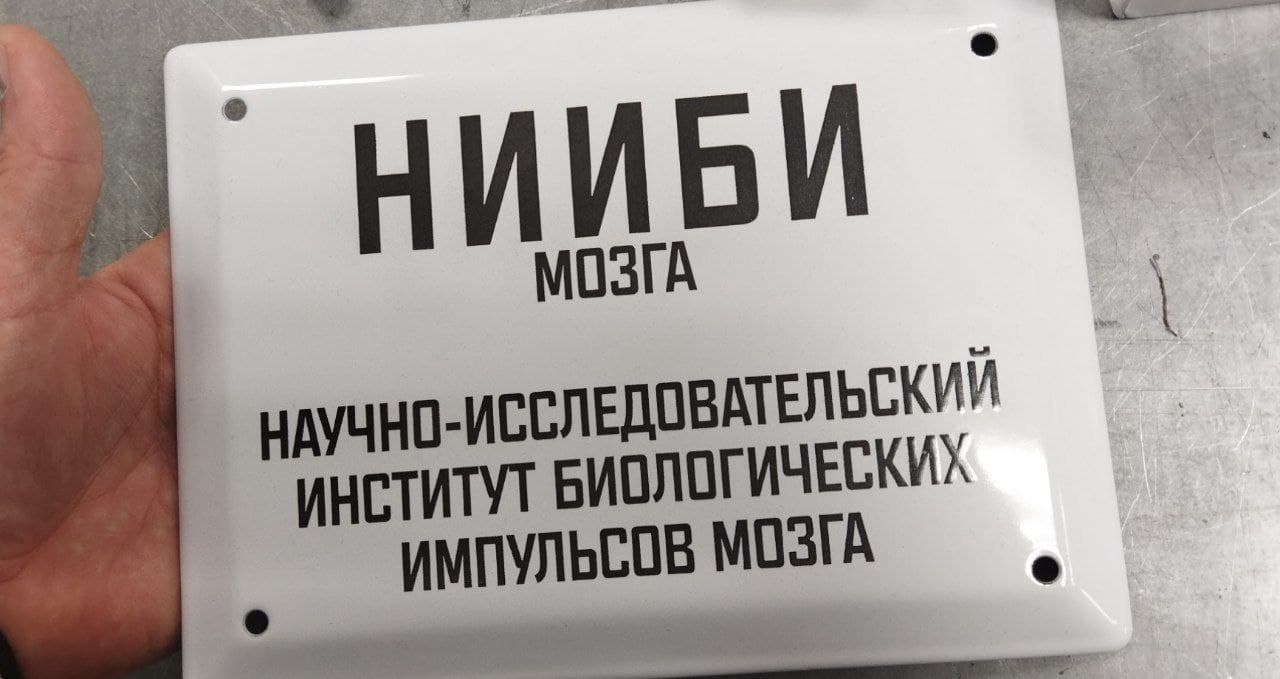 НИИБИ
МОЗГА
НАУЧНО-ИССЛЕДОВАТЕЛЬСКИЙ
ИНСТИТУТ БИОЛОГИЧЕСКИХ
ИМПУЛЬСОВ МОЗГА